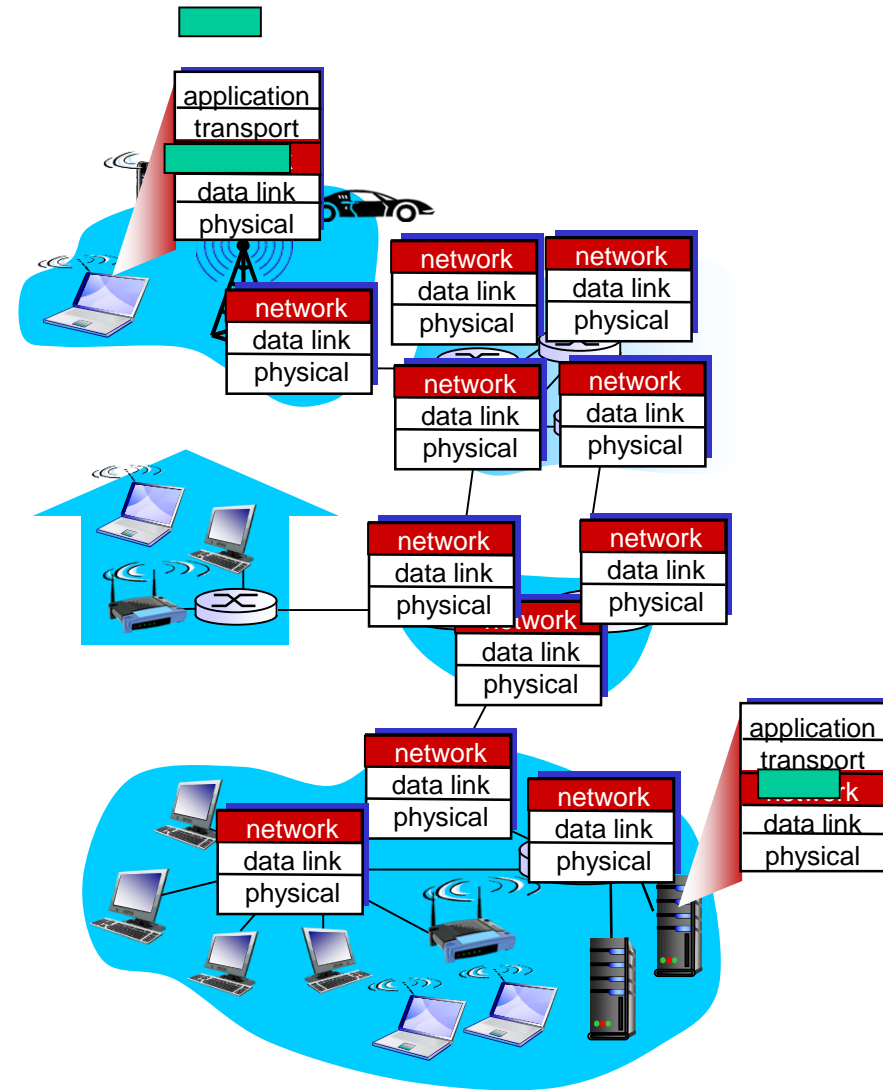 application
transport
data link
physical
network
data link
physical
network
data link
physical
network
data link
physical
network
data link
physical
network
data link
physical
network
data link
physical
network
data link
physical
network
data link
physical
network
data link
physical
network
data link
physical
network
data link
physical
application
transport
network
data link
physical